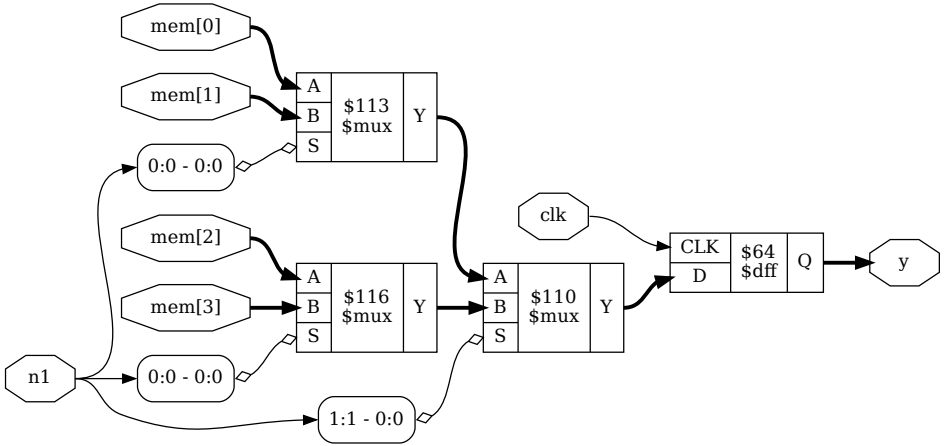 mem[0]
mem[1]
A
B
S
$113
$mux
Y
0:0 - 0:0
mem[2]
mem[3]
A
B
S
$116
$mux
Y
0:0 - 0:0
n1
1:1 - 0:0
A
B
S
$110
$mux
Y
clk
CLK
D
$64
$dff
Q
y